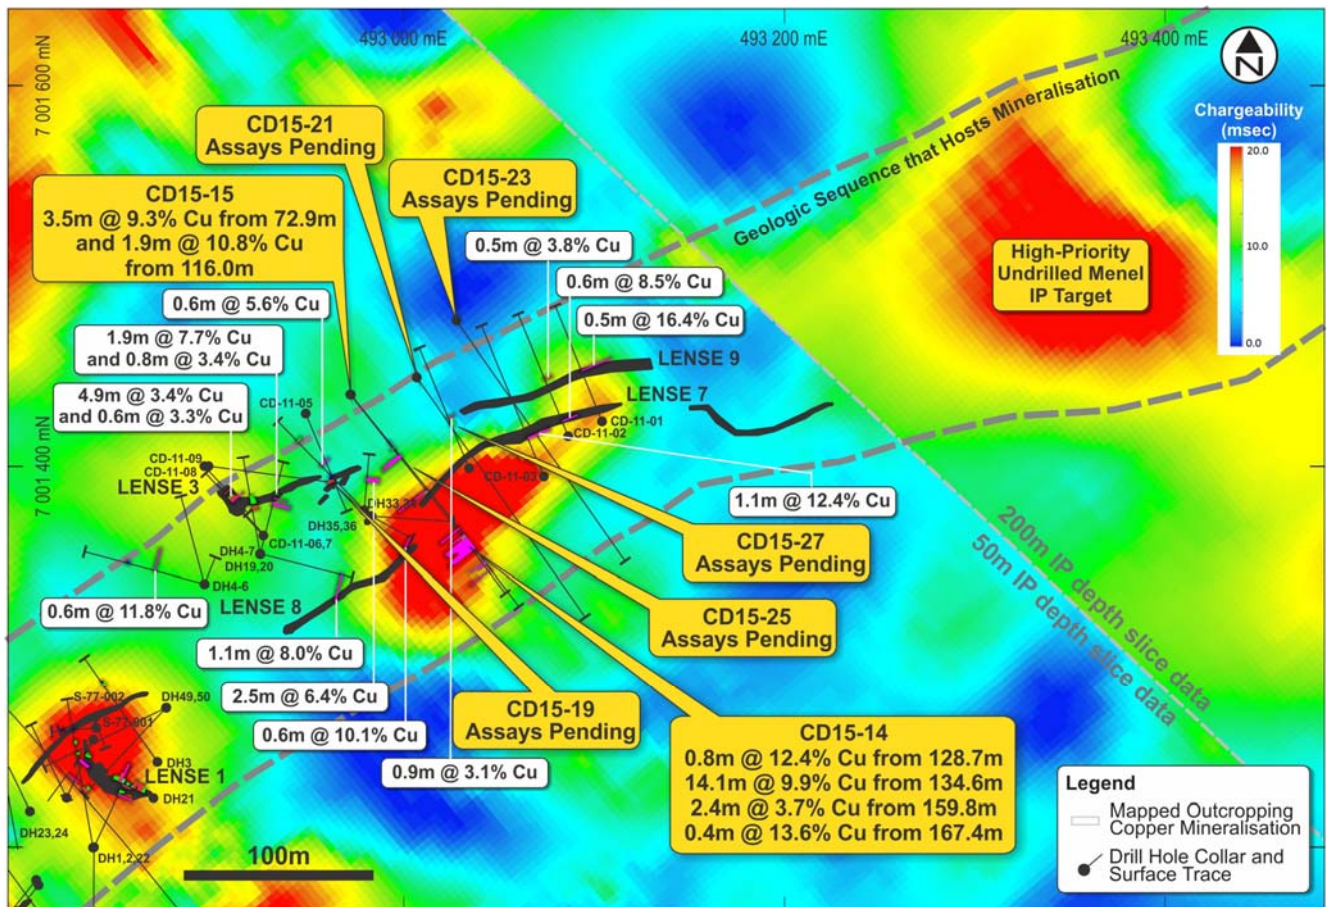 493 000 mE
493 200 mE
493 400 mE
7 001 600 mN
7 001 400 mN
N
Chargeability
(msec)
20.0
10.0
0.0
Geologic Sequence that Hosts Mineralisation
CD15-21
Assays Pending
CD15-23
Assays Pending
CD15-15
3.5m @ 9.3% Cu from 72.9m
and 1.9m @ 10.8% Cu
from 116.0m
High-Priority
Undrilled Menel
IP Target
0.5m @ 3.8% Cu
0.6m @ 8.5% Cu
0.5m @ 16.4% Cu
0.6m @ 5.6% Cu
1.9m @ 7.7% Cu
and 0.8m @ 3.4% Cu
4.9m @ 3.4% Cu
and 0.6m @ 3.3% Cu
LENSE 9
LENSE 7
CD-11-05
CD-11-01
CD-11-02
CD-11-03
CD-11-09
CD-11-08
LENSE 3
DH35,36
CD-11-06,7
DH4-7
DH19,20
DH4-6
LENSE 8
1.1m @ 12.4% Cu
200m IP depth slice data
50m IP depth slice data
CD15-27
Assays Pending
CD15-25
Assays Pending
CD15-19
Assays Pending
0.6m @ 11.8% Cu
1.1m @ 8.0% Cu
2.5m @ 6.4% Cu
0.6m @ 10.1% Cu
0.9m @ 3.1% Cu
CD15-14
0.8m @ 12.4% Cu from 128.7m
14.1m @ 9.9% Cu from 134.6m
2.4m @ 3.7% Cu from 159.8m
0.4m @ 13.6% Cu from 167.4m
S-77-002
DH49,50
S-77-001
DH3
LENSE 1
DH21
DH23,24
DH1,2,22
100m
Legend
Mapped Outcropping
Copper Mineralisation
Drill Hole Collar and
Surface Trace